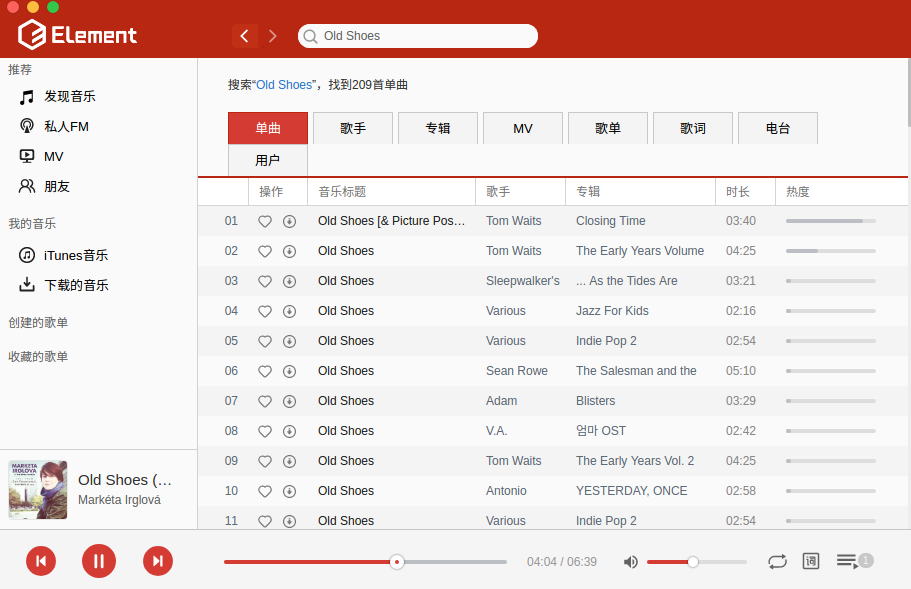 Element
Old Shoes
推荐
发现音乐
私人FM
MV
朋友
我的音乐
iTunes音乐
下载的音乐
创建的歌单
收藏的歌单
搜索“Old Shoes”，找到209首单曲
单曲 歌手 专辑 MV 歌单 歌词 电台
用户
操作 音乐标题 歌手 专辑 时长 热度
01 Old Shoes [& Picture Pos… Tom Waits Closing Time 03:40
02 Old Shoes Tom Waits The Early Years Volume 04:25
03 Old Shoes Sleepwalker's ... As the Tides Are 03:21
04 Old Shoes Various Jazz For Kids 02:16
05 Old Shoes Various Indie Pop 2 02:54
06 Old Shoes Sean Rowe The Salesman and the 05:10
07 Old Shoes Adam Blisters 03:29
08 Old Shoes V.A. 엄마 OST 02:42
09 Old Shoes Tom Waits The Early Years Vol. 2 04:25
10 Old Shoes Antonio YESTERDAY, ONCE 02:58
11 Old Shoes Various Indie Pop 2 02:54
MARKÉTA
IRGLOVÁ
Old Shoes (…
Markéta Irglová
04:04 / 06:39
词
1